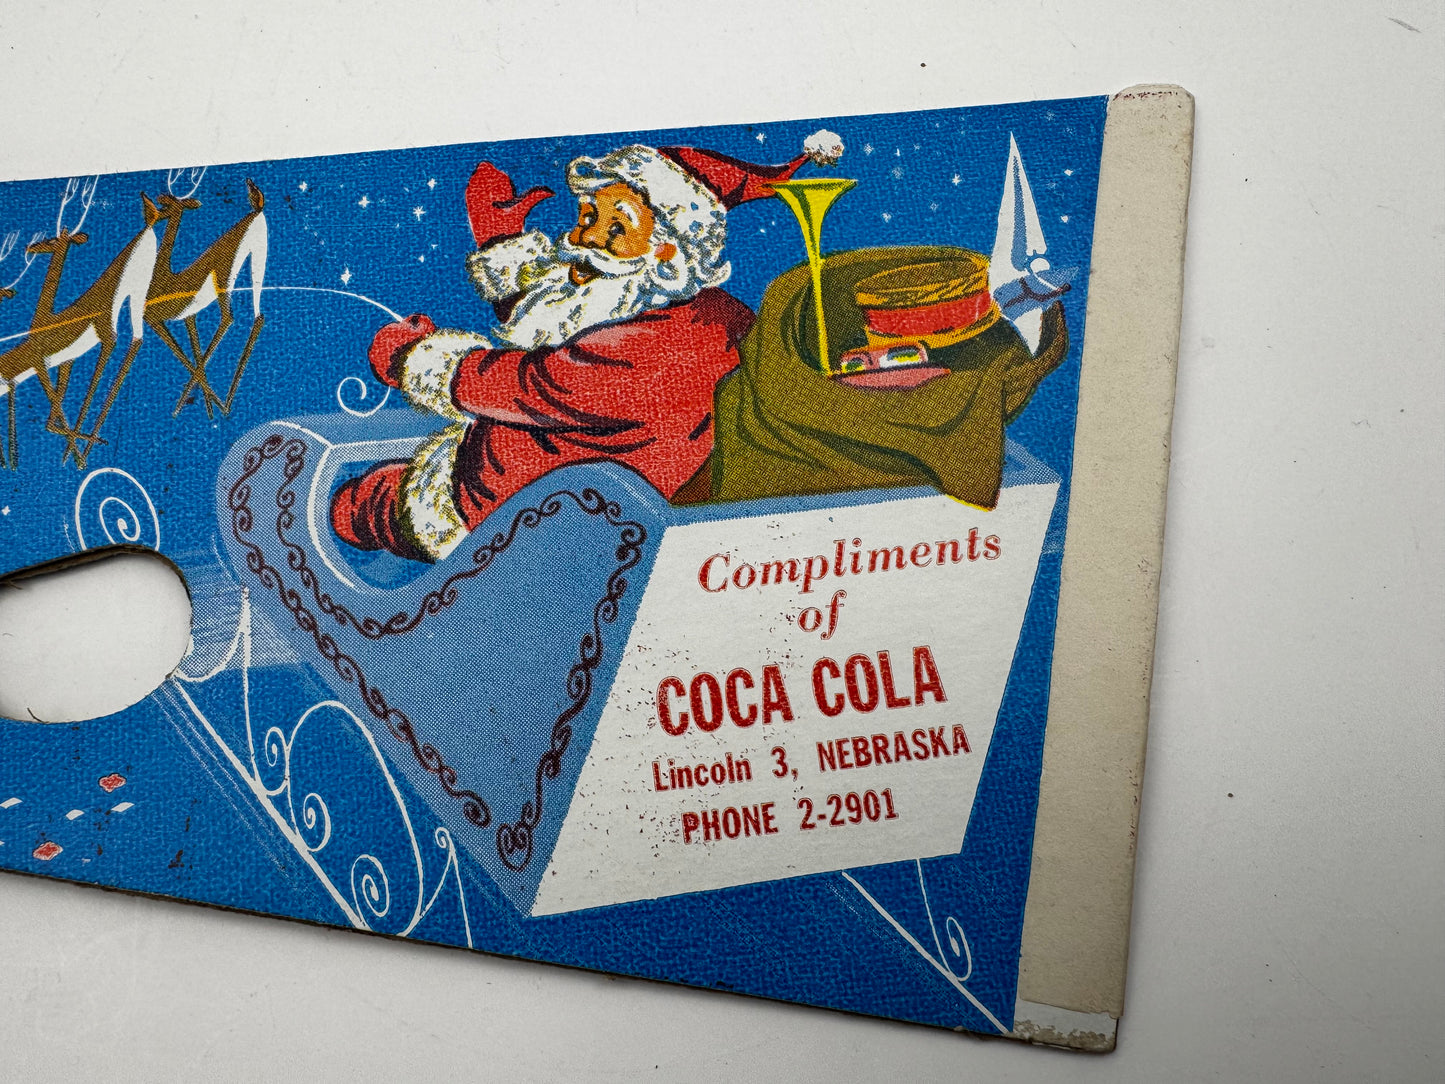 Compliments
of
COCA COLA
Lincoln 3, NEBRASKA
PHONE 2-2901